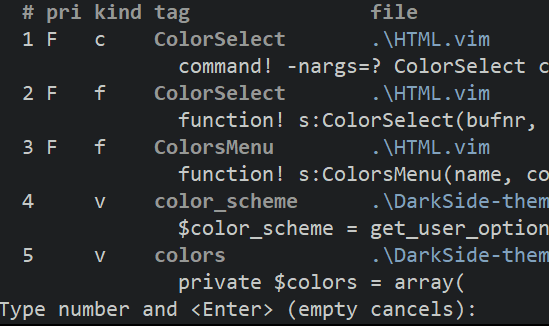 # pri kind tag file
1 F c ColorSelect .\HTML.vim
command! -nargs=? ColorSelect c
2 F f ColorSelect .\HTML.vim
function! s:ColorSelect(bufnr,
3 F f ColorsMenu .\HTML.vim
function! s:ColorsMenu(name, co
4 v color_scheme .\DarkSide-them
$color_scheme = get_user_option
5 v colors .\DarkSide-them
private $colors = array(
Type number and <Enter> (empty cancels):